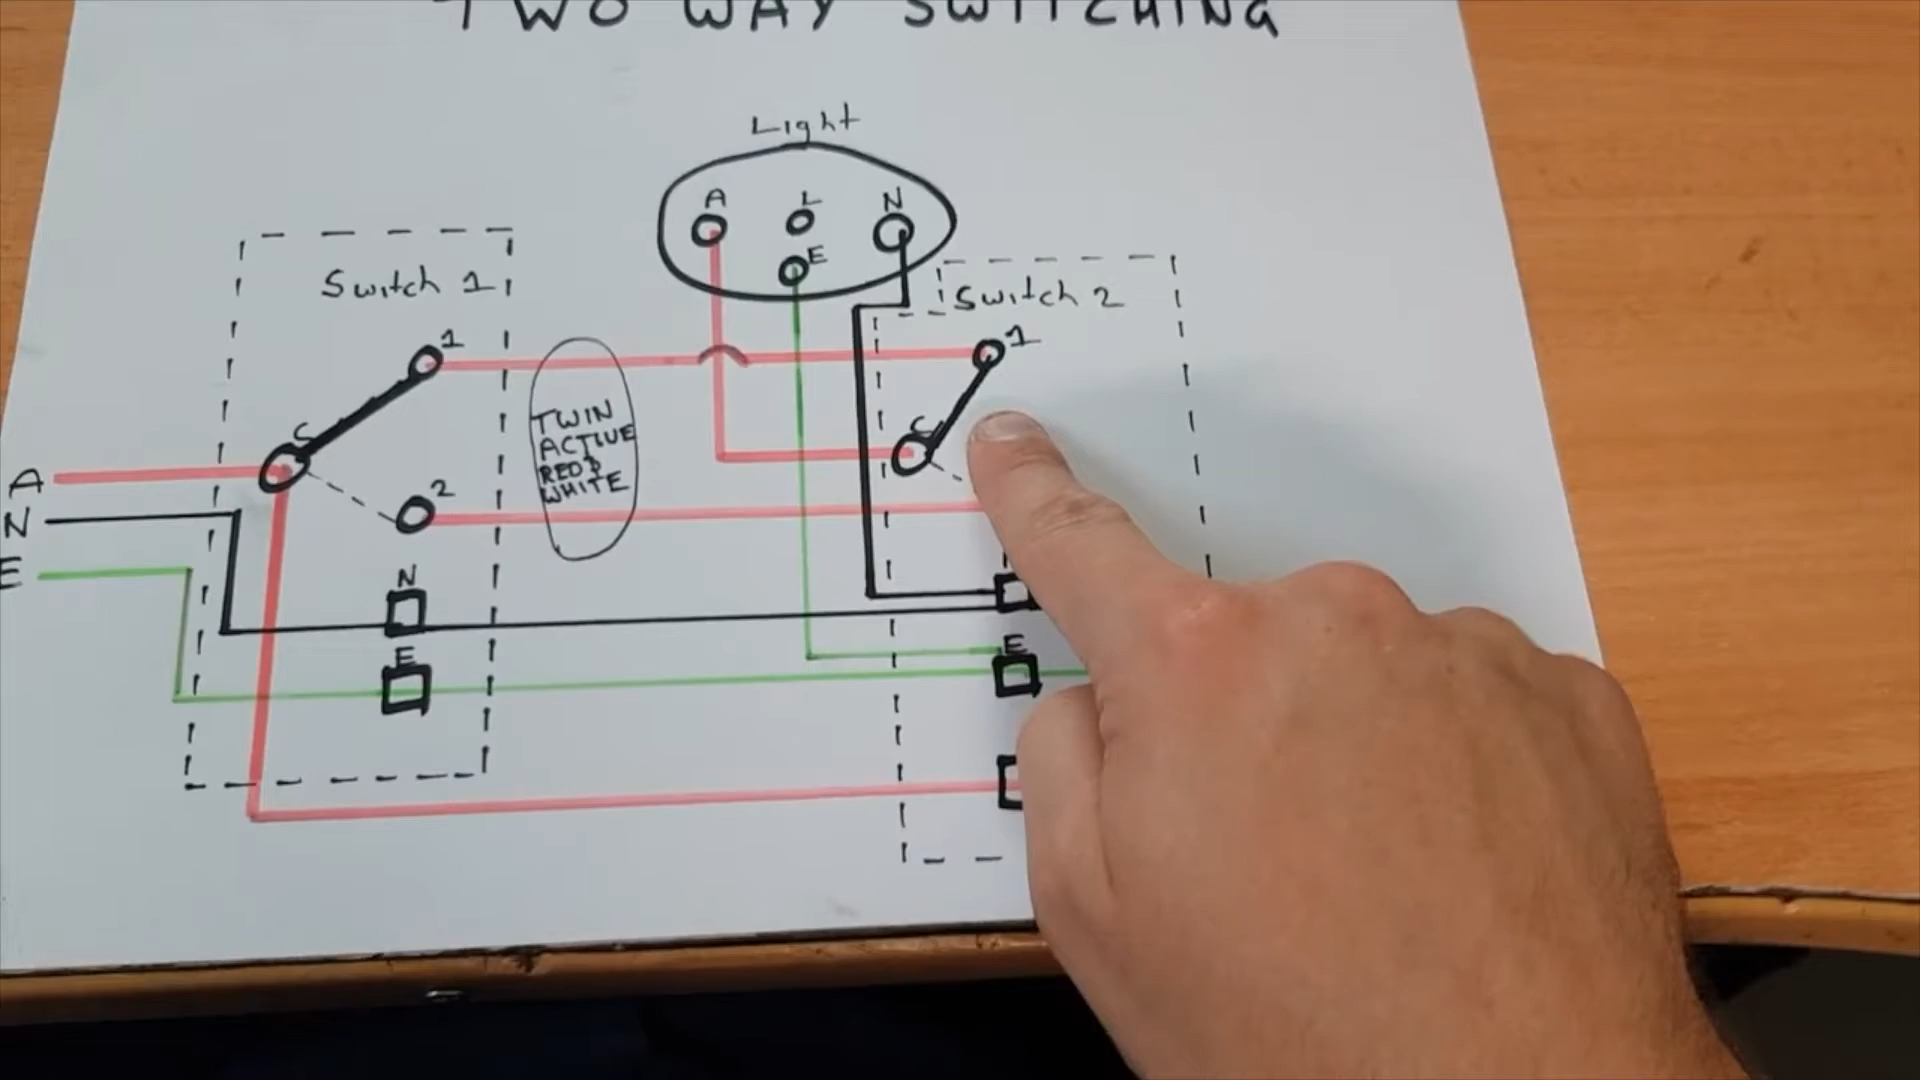 TWO WAY SWITCHING
Light
A L N
E
Switch 1
Switch 2
1
1
TWIN
ACTIVE
RED &
WHITE
C
C
2
A
N
E
N
E
E